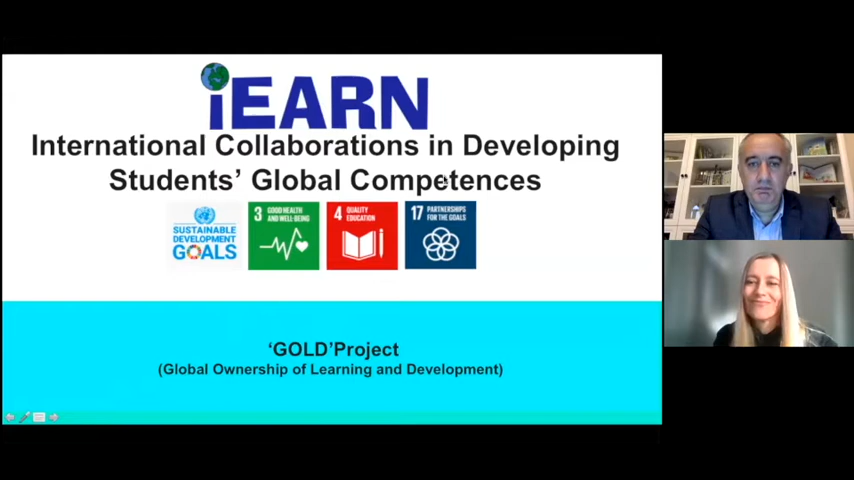 iEARN
International Collaborations in Developing
Students' Global Competences
SUSTAINABLE
DEVELOPMENT
GOALS
3 GOOD HEALTH
AND WELL-BEING
4 QUALITY
EDUCATION
17 PARTNERSHIPS
FOR THE GOALS
‘GOLD’Project
(Global Ownership of Learning and Development)